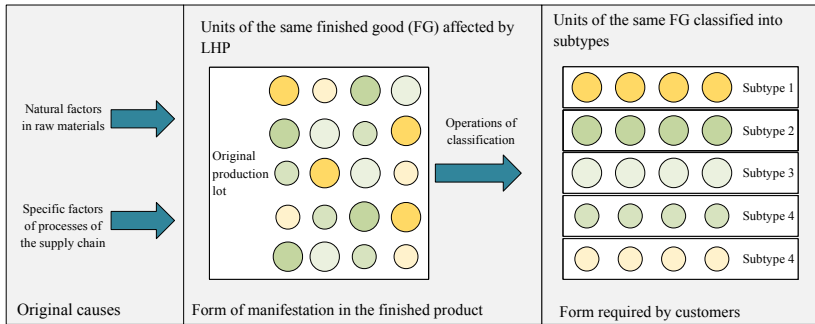 Units of the same finished good (FG) affected by
LHP
Units of the same FG classified into
subtypes
Natural factors
in raw materials
Specific factors
of processes of
the supply chain
Original
production
lot
Operations of
classification
Subtype 1
Subtype 2
Subtype 3
Subtype 4
Subtype 4
Original causes
Form of manifestation in the finished product
Form required by customers